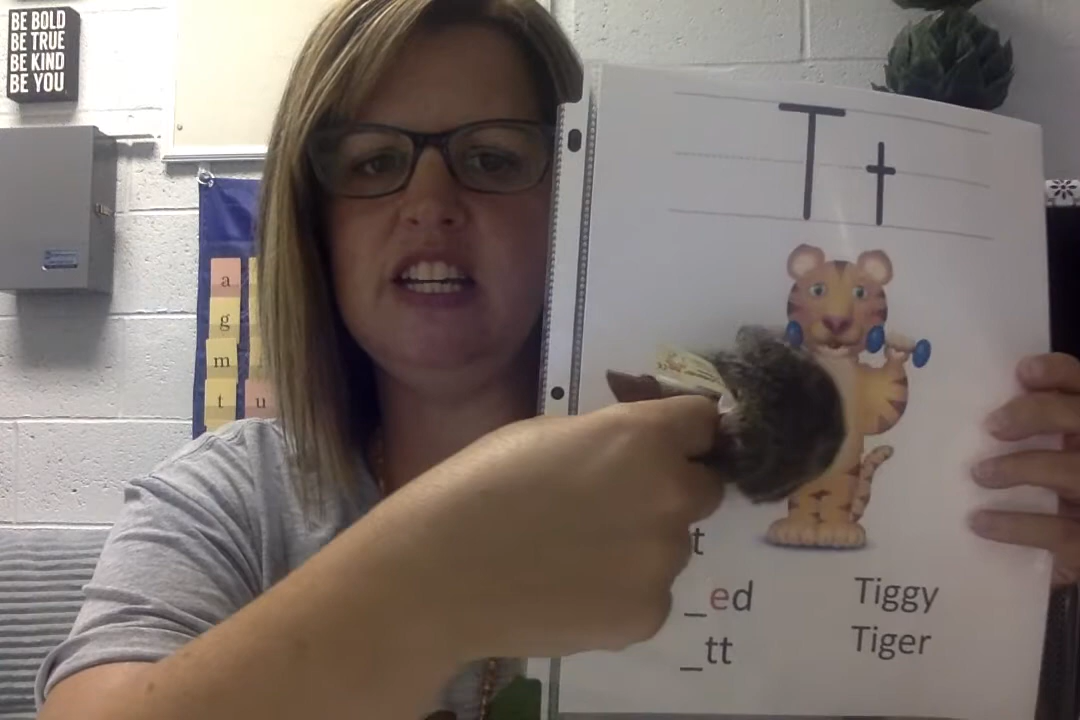 BE BOLD
BE TRUE
BE KIND
BE YOU
a
g
m
t
u
T t
t
_ed
_tt
Tiggy
Tiger